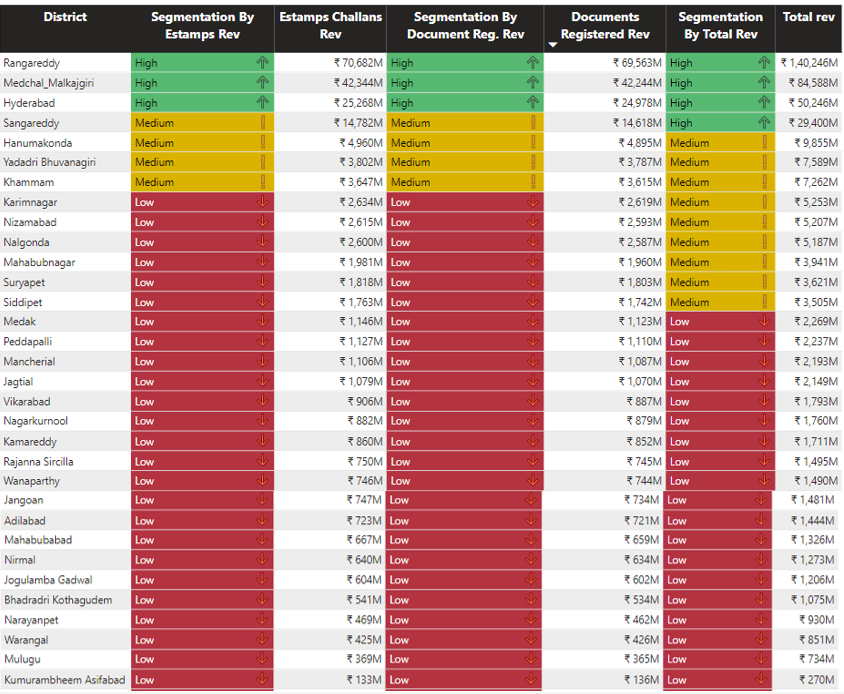 District Segmentation By Estamps Rev Estamps Challans Rev Segmentation By Document Reg. Rev Documents Registered Rev Segmentation By Total Rev Total rev
Rangareddy High ₹ 70,682M High ₹ 69,563M High ₹ 1,40,246M
Medchal_Malkajgiri High ₹ 42,344M High ₹ 42,244M High ₹ 84,588M
Hyderabad High ₹ 25,268M High ₹ 24,978M High ₹ 50,246M
Sangareddy Medium ₹ 14,782M Medium ₹ 14,618M High ₹ 29,400M
Hanumakonda Medium ₹ 4,960M Medium ₹ 4,895M Medium ₹ 9,855M
Yadadri Bhuvanagiri Medium ₹ 3,802M Medium ₹ 3,787M Medium ₹ 7,589M
Khammam Medium ₹ 3,647M Medium ₹ 3,615M Medium ₹ 7,262M
Karimnagar Low ₹ 2,634M Low ₹ 2,619M Medium ₹ 5,253M
Nizamabad Low ₹ 2,615M Low ₹ 2,593M Medium ₹ 5,207M
Nalgonda Low ₹ 2,600M Low ₹ 2,587M Medium ₹ 5,187M
Mahabubnagar Low ₹ 1,981M Low ₹ 1,960M Medium ₹ 3,941M
Suryapet Low ₹ 1,818M Low ₹ 1,803M Medium ₹ 3,621M
Siddipet Low ₹ 1,763M Low ₹ 1,742M Medium ₹ 3,505M
Medak Low ₹ 1,146M Low ₹ 1,123M Low ₹ 2,269M
Peddapalli Low ₹ 1,127M Low ₹ 1,110M Low ₹ 2,237M
Mancherial Low ₹ 1,106M Low ₹ 1,087M Low ₹ 2,193M
Jagtial Low ₹ 1,079M Low ₹ 1,070M Low ₹ 2,149M
Vikarabad Low ₹ 906M Low ₹ 887M Low ₹ 1,793M
Nagarkurnool Low ₹ 882M Low ₹ 879M Low ₹ 1,760M
Kamareddy Low ₹ 860M Low ₹ 852M Low ₹ 1,711M
Rajanna Sircilla Low ₹ 750M Low ₹ 745M Low ₹ 1,495M
Wanaparthy Low ₹ 746M Low ₹ 744M Low ₹ 1,490M
Jangoan Low ₹ 747M Low ₹ 734M Low ₹ 1,481M
Adilabad Low ₹ 723M Low ₹ 721M Low ₹ 1,444M
Mahabubabad Low ₹ 667M Low ₹ 659M Low ₹ 1,326M
Nirmal Low ₹ 640M Low ₹ 634M Low ₹ 1,273M
Jogulamba Gadwal Low ₹ 604M Low ₹ 602M Low ₹ 1,206M
Bhadradri Kothagudem Low ₹ 541M Low ₹ 534M Low ₹ 1,075M
Narayanpet Low ₹ 469M Low ₹ 462M Low ₹ 930M
Warangal Low ₹ 425M Low ₹ 426M Low ₹ 851M
Mulugu Low ₹ 369M Low ₹ 365M Low ₹ 734M
Kumurambheem Asifabad Low ₹ 133M Low ₹ 136M Low ₹ 270M